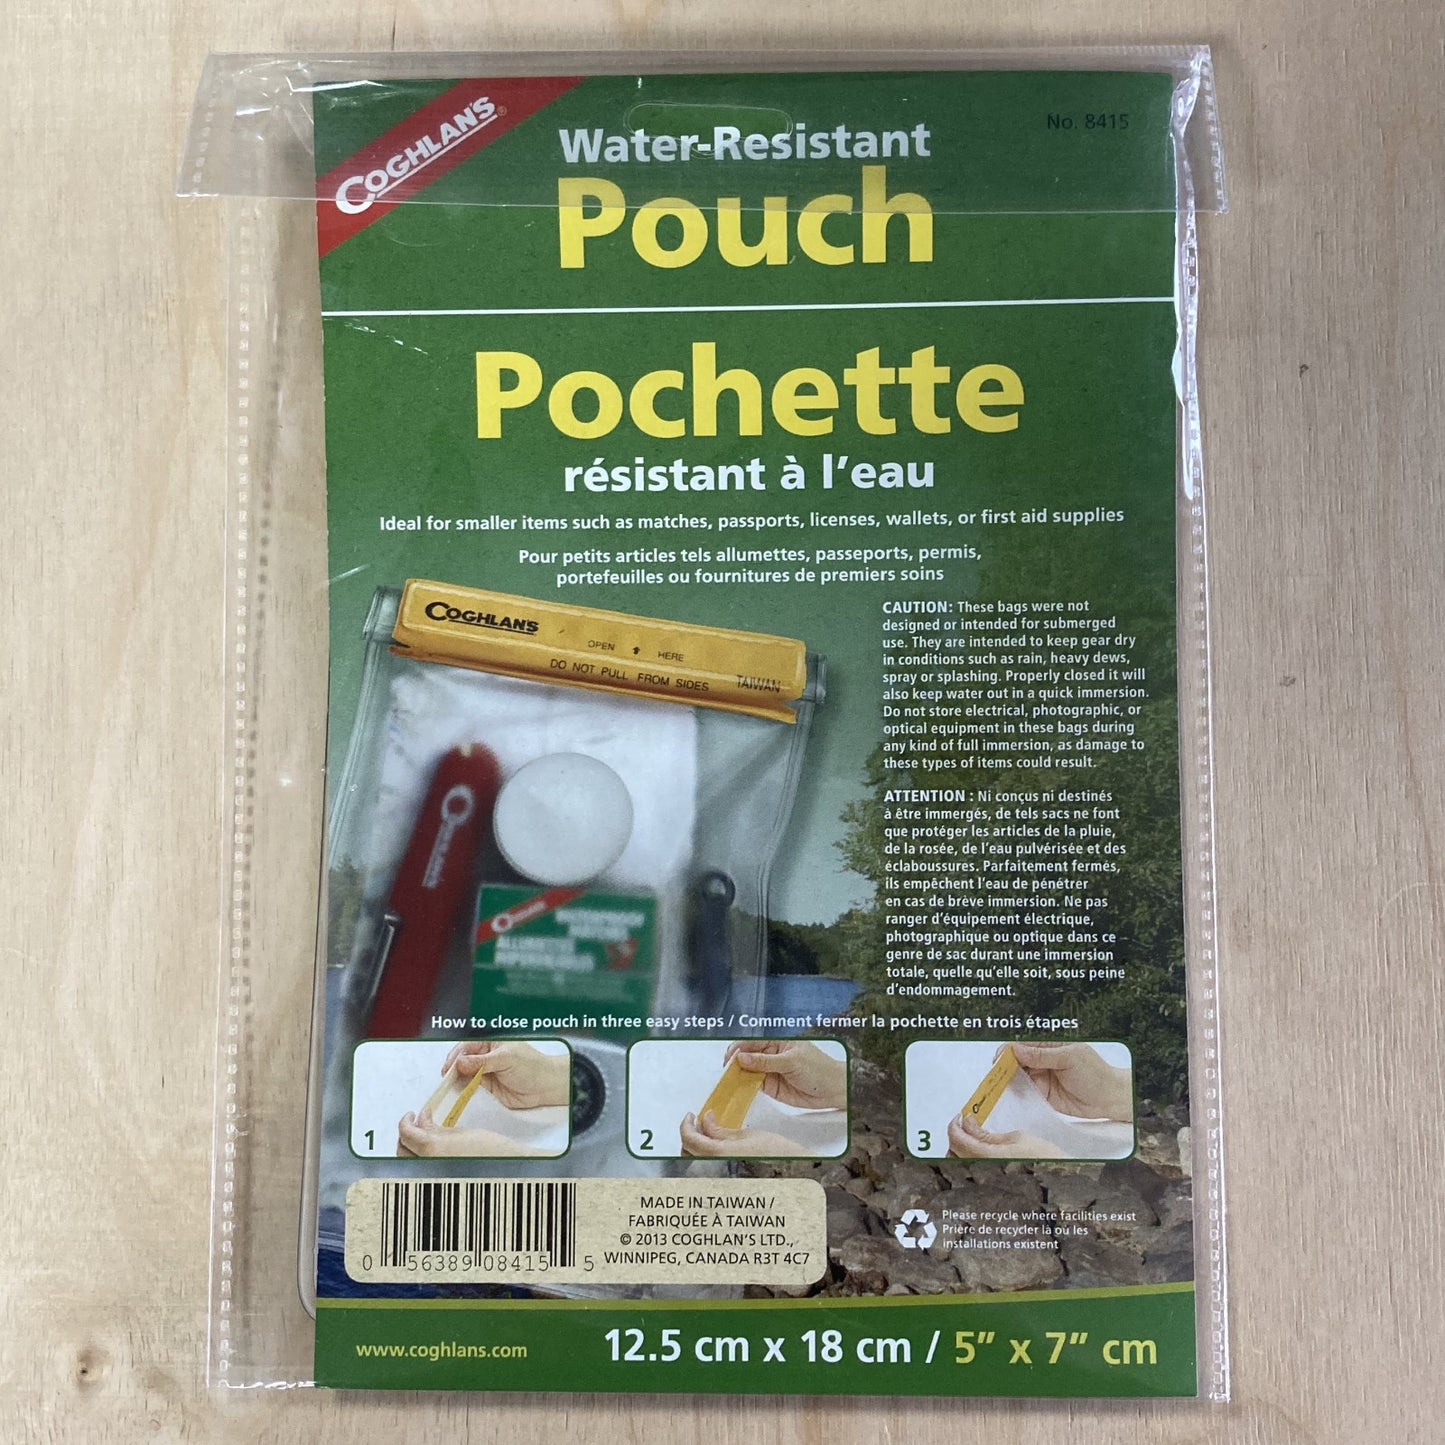 COGHLAN'S®
No. 8415
Water-Resistant
Pouch
Pochette
résistant à l'eau
Ideal for smaller items such as matches, passports, licenses, wallets, or first aid supplies
Pour petits articles tels allumettes, passeports, permis,
portefeuilles ou fournitures de premiers soins
COGHLAN'S
OPEN HERE
DO NOT PULL FROM SIDES
TAIWAN
CAUTION: These bags were not
designed or intended for submerged
use. They are intended to keep gear dry
in conditions such as rain, heavy dews,
spray or splashing. Properly closed it will
also keep water out in a quick immersion.
Do not store electrical, photographic, or
optical equipment in these bags during
any kind of full immersion, as damage to
these types of items could result.
ATTENTION : Ni conçus ni destinés
à être immergés, de tels sacs ne font
que protéger les articles de la pluie,
de la rosée, de l'eau pulvérisée et des
éclaboussures. Parfaitement fermés,
ils empêchent l'eau de pénétrer
en cas de brève immersion. Ne pas
ranger d'équipement électrique,
photographique ou optique dans ce
genre de sac durant une immersion
totale, quelle qu'elle soit, sous peine
d'endommagement.
How to close pouch in three easy steps / Comment fermer la pochette en trois étapes
1
2
3
0 56389 08415 5
MADE IN TAIWAN /
FABRIQUÉE À TAIWAN
© 2013 COGHLAN'S LTD.,
WINNIPEG, CANADA R3T 4C7
Please recycle where facilities exist
Prière de recycler là où les
installations existent
www.coghlans.com
12.5 cm x 18 cm / 5″ x 7″ cm